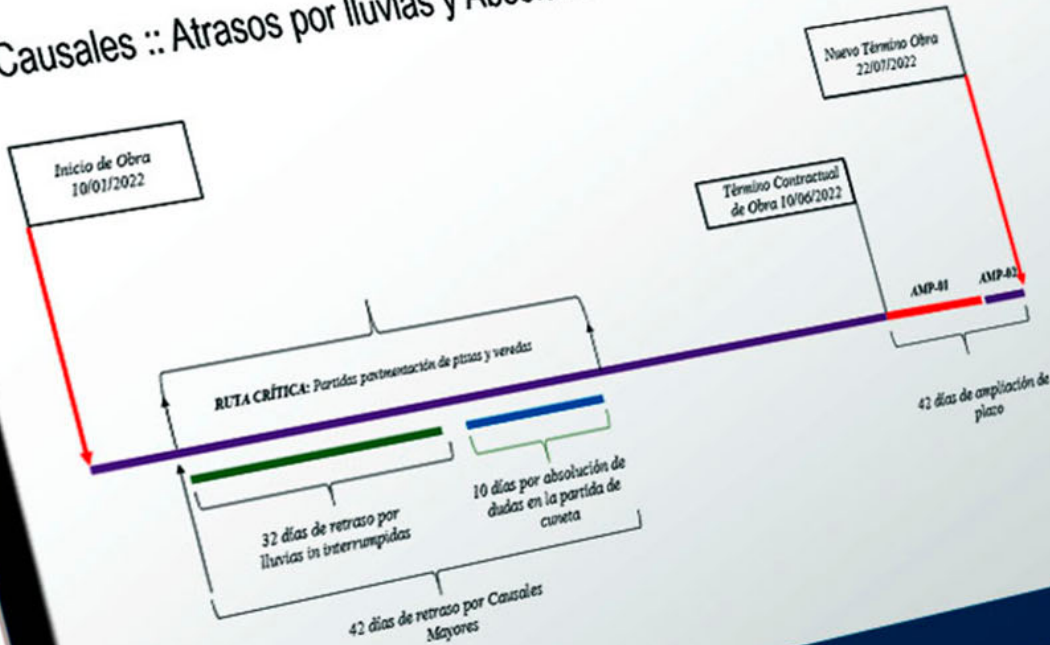 Causales :: Atrasos por lluvias y
Nuevo Término Obra
22/07/2022
Inicio de Obra
10/01/2022
Término Contractual
de Obra 10/06/2022
AMP-01
AMP-02
RUTA CRÍTICA: Partidas pavimentación de pistas y veredas
42 días de ampliación de
plazo
32 días de retraso por
lluvias in interrumpidas
10 días por absolución de
dudas en la partida de
cuneta
42 días de retraso por Causales
Mayores